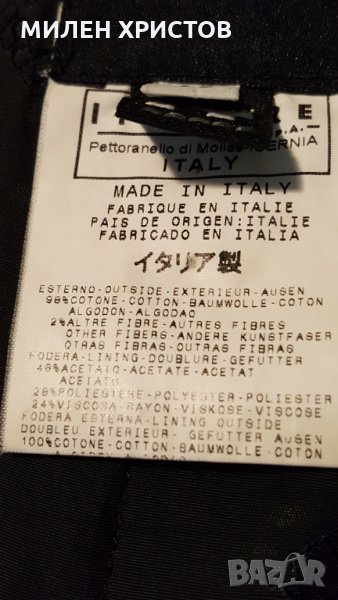 МИЛЕН ХРИСТОВ
Pettoranello di Molise
ITALY
MADE IN ITALY
FABRIQUE EN ITALIE
PAIS DE ORIGEN:ITALIE
FABRICADO EN ITALIA
イタリア製
ESTERNO-OUTSIDE-EXTERIEUR-AUSEN
98%COTONE-COTTON-BAUMWOLLE-COTON
ALGODON-ALGODAO
2%ALTRE FIBRE-AUTRES FIBRES
OTHER FIBERS-ANDERE KUNSTFASER
OTRAS FIBRAS-OUTRAS FIBRAS
FODERA-LINING-DOUBLURE-GEFUTTER
48%ACETATO-ACETATE-ACETAT
ACETATO
28%POLIESTERE-POLYESTER-POLIESTER
24%VISCOSA-RAYON-VISKOSE-VISCOSE
FODERA ESTERNA-LINING OUTSIDE
DOUBLEU EXTERIEUR- GEFUTTER AUSEN
100%COTONE-COTTON-BAUMWOLLE-COTON
BAZAR